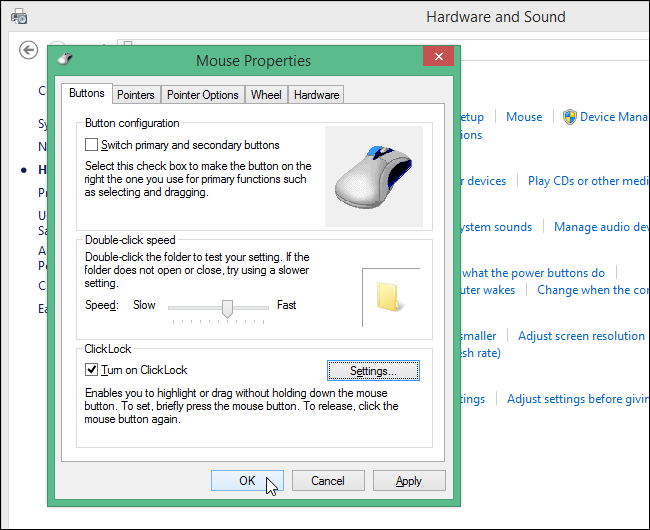 Hardware and Sound
Mouse Properties
Buttons
Pointers
Pointer Options
Wheel
Hardware
Button configuration
Switch primary and secondary buttons
Select this check box to make the button on the
right the one you use for primary functions such
as selecting and dragging.
Double-click speed
Double-click the folder to test your setting. If the
folder does not open or close, try using a slower
setting.
Speed: Slow Fast
ClickLock
Turn on ClickLock
Settings...
Enables you to highlight or drag without holding down the mouse
button. To set, briefly press the mouse button. To release, click the
mouse button again.
OK
Cancel
Apply
etup Mouse Device Mana
ions
r devices Play CDs or other medi
ystem sounds Manage audio dev
what the power buttons do
uter wakes Change when the co
smaller Adjust screen resolution
esh rate)
tings Adjust settings before givin